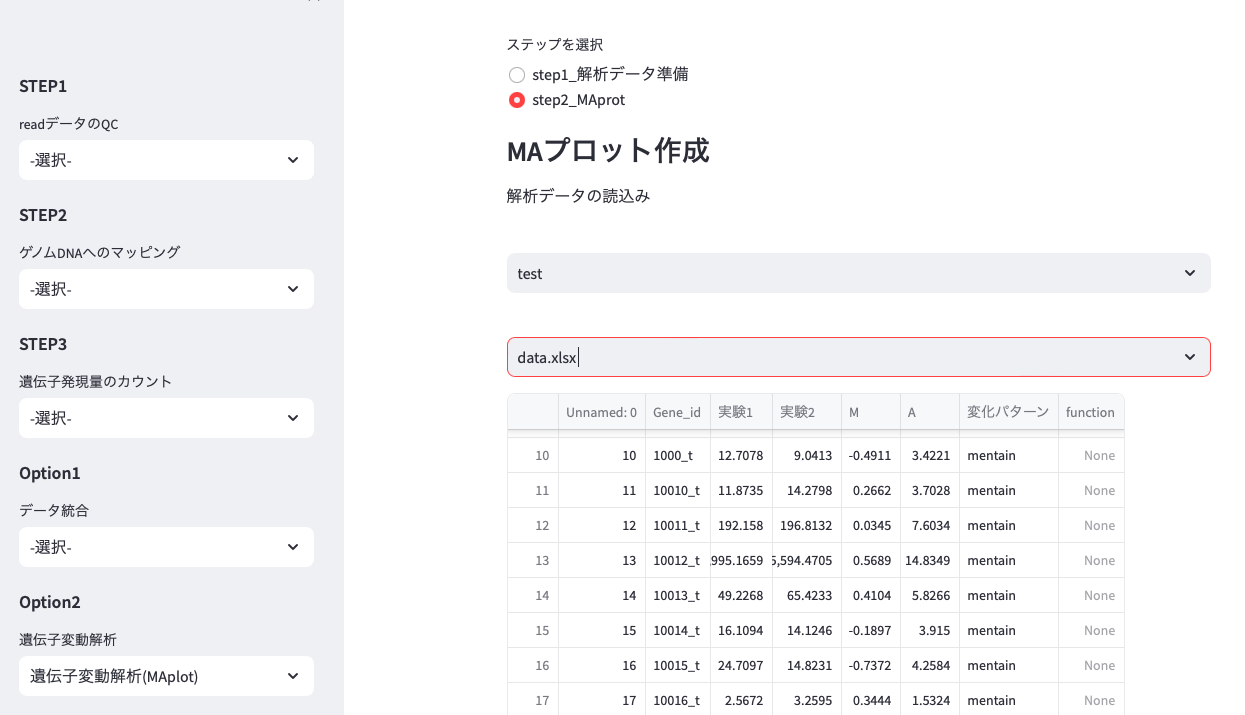 STEP1
readデータのQC
-選択-
STEP2
ゲノムDNAへのマッピング
-選択-
STEP3
遺伝子発現量のカウント
-選択-
Option1
データ統合
-選択-
Option2
遺伝子変動解析
遺伝子変動解析(MAplot)
ステップを選択
step1_解析データ準備
step2_MAprot
MAプロット作成
解析データの読込み
test
data.xlsx
Unnamed: 0 Gene_id 実験1 実験2 M A 変化パターン function
10 10 1000_t 12.7078 9.0413 -0.4911 3.4221 mentain None
11 11 10010_t 11.8735 14.2798 0.2662 3.7028 mentain None
12 12 10011_t 192.158 196.8132 0.0345 7.6034 mentain None
13 13 10012_t 995.1659 5,594.4705 0.5689 14.8349 mentain None
14 14 10013_t 49.2268 65.4233 0.4104 5.8266 mentain None
15 15 10014_t 16.1094 14.1246 -0.1897 3.915 mentain None
16 16 10015_t 24.7097 14.8231 -0.7372 4.2584 mentain None
17 17 10016_t 2.5672 3.2595 0.3444 1.5324 mentain None